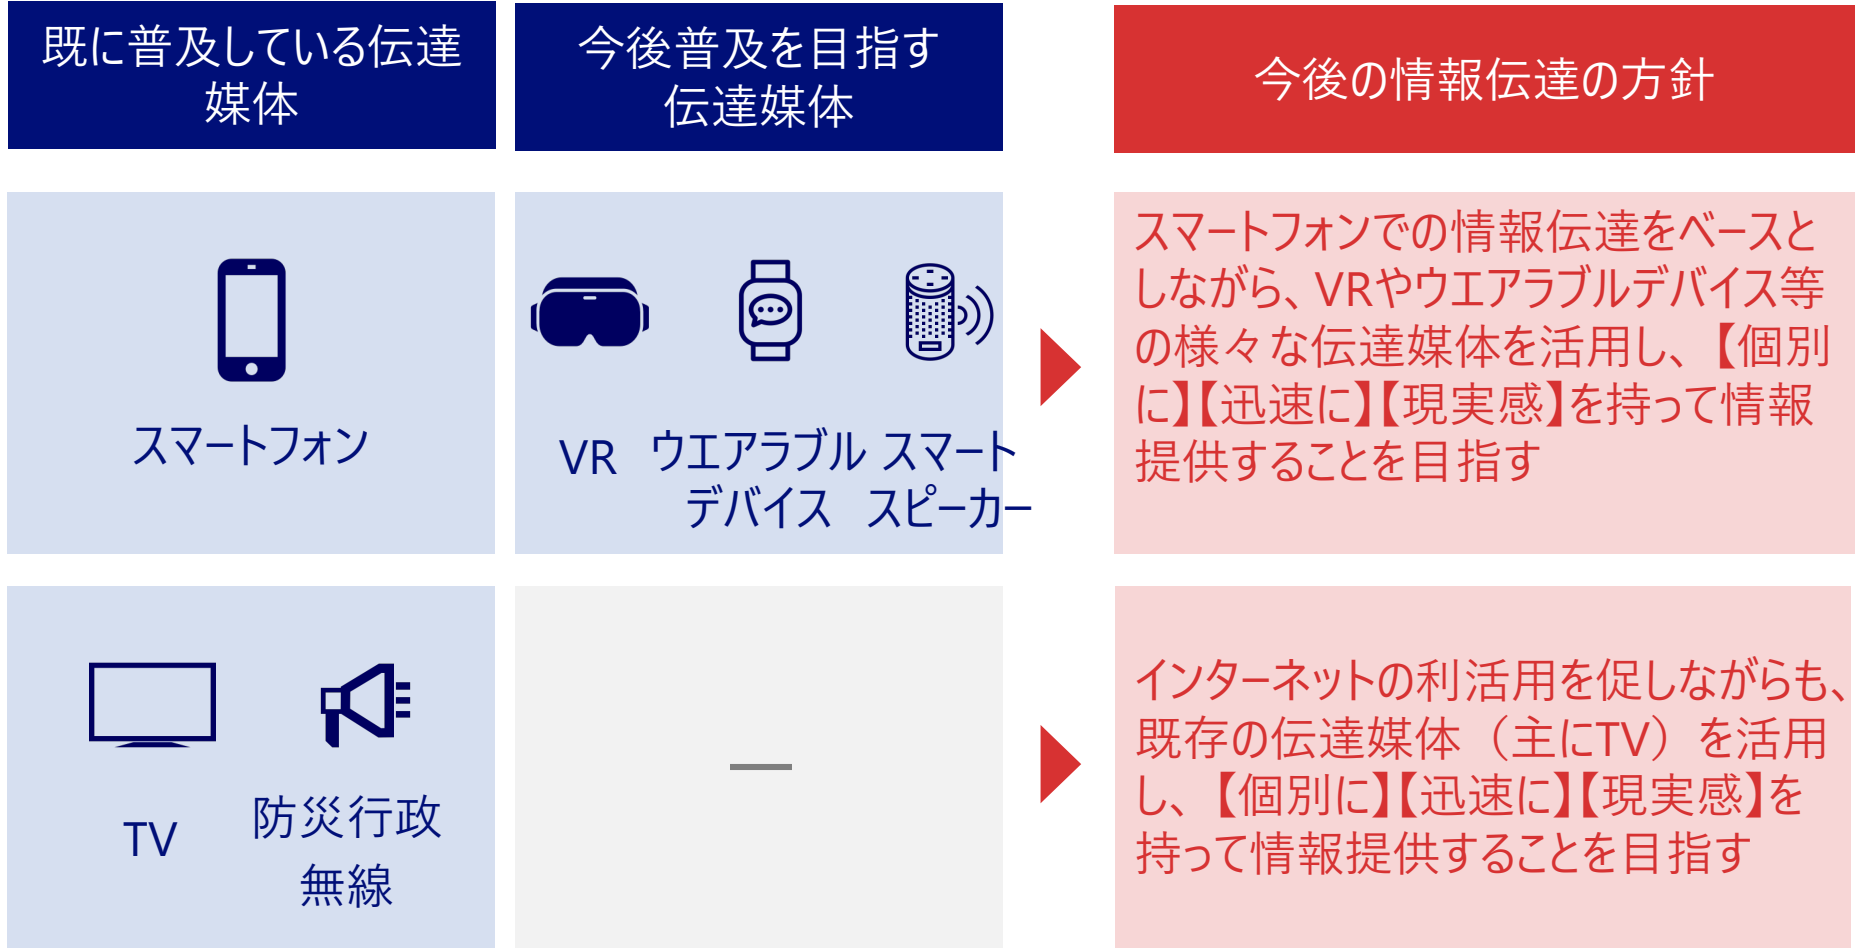 既に普及している伝達
媒体
今後普及を目指す
伝達媒体
今後の情報伝達の方針
スマートフォン
VR
ウエアラブル
デバイス
スマート
スピーカー
スマートフォンでの情報伝達をベースと
しながら、VRやウエアラブルデバイス等
の様々な伝達媒体を活用し、【個別
に】【迅速に】【現実感】を持って情報
提供することを目指す
TV
防災行政
無線
―
インターネットの利活用を促しながらも、
既存の伝達媒体（主にTV）を活用
し、【個別に】【迅速に】【現実感】を
持って情報提供することを目指す